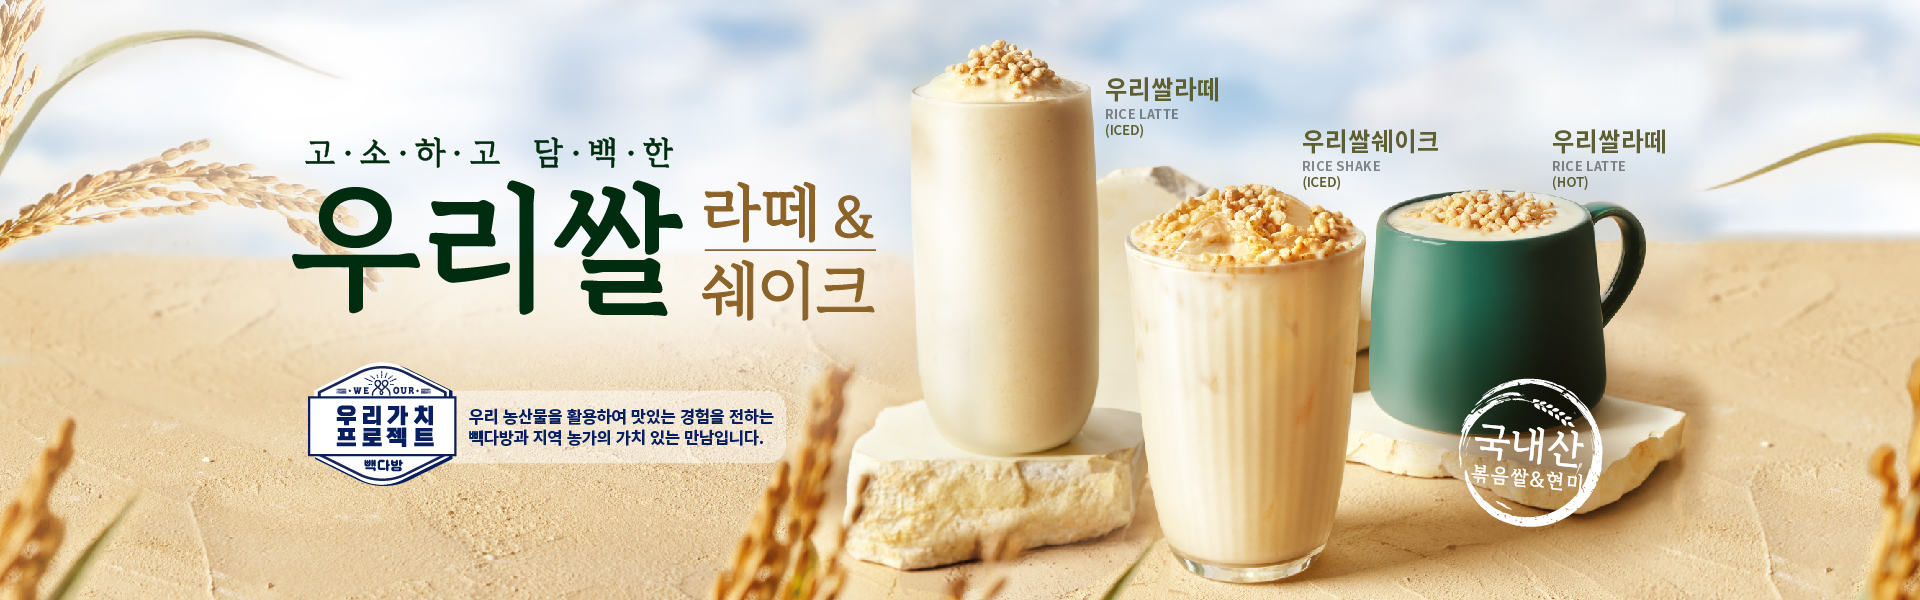 고·소·하·고 담·백·한
우리쌀
라떼 &
쉐이크
WE OUR
우리가치
프로젝트
빽다방
우리 농산물을 활용하여 맛있는 경험을 전하는
빽다방과 지역 농가의 가치 있는 만남입니다.
우리쌀라떼
RICE LATTE
(ICED)
우리쌀쉐이크
RICE SHAKE
(ICED)
우리쌀라떼
RICE LATTE
(HOT)
국내산
볶음쌀&현미